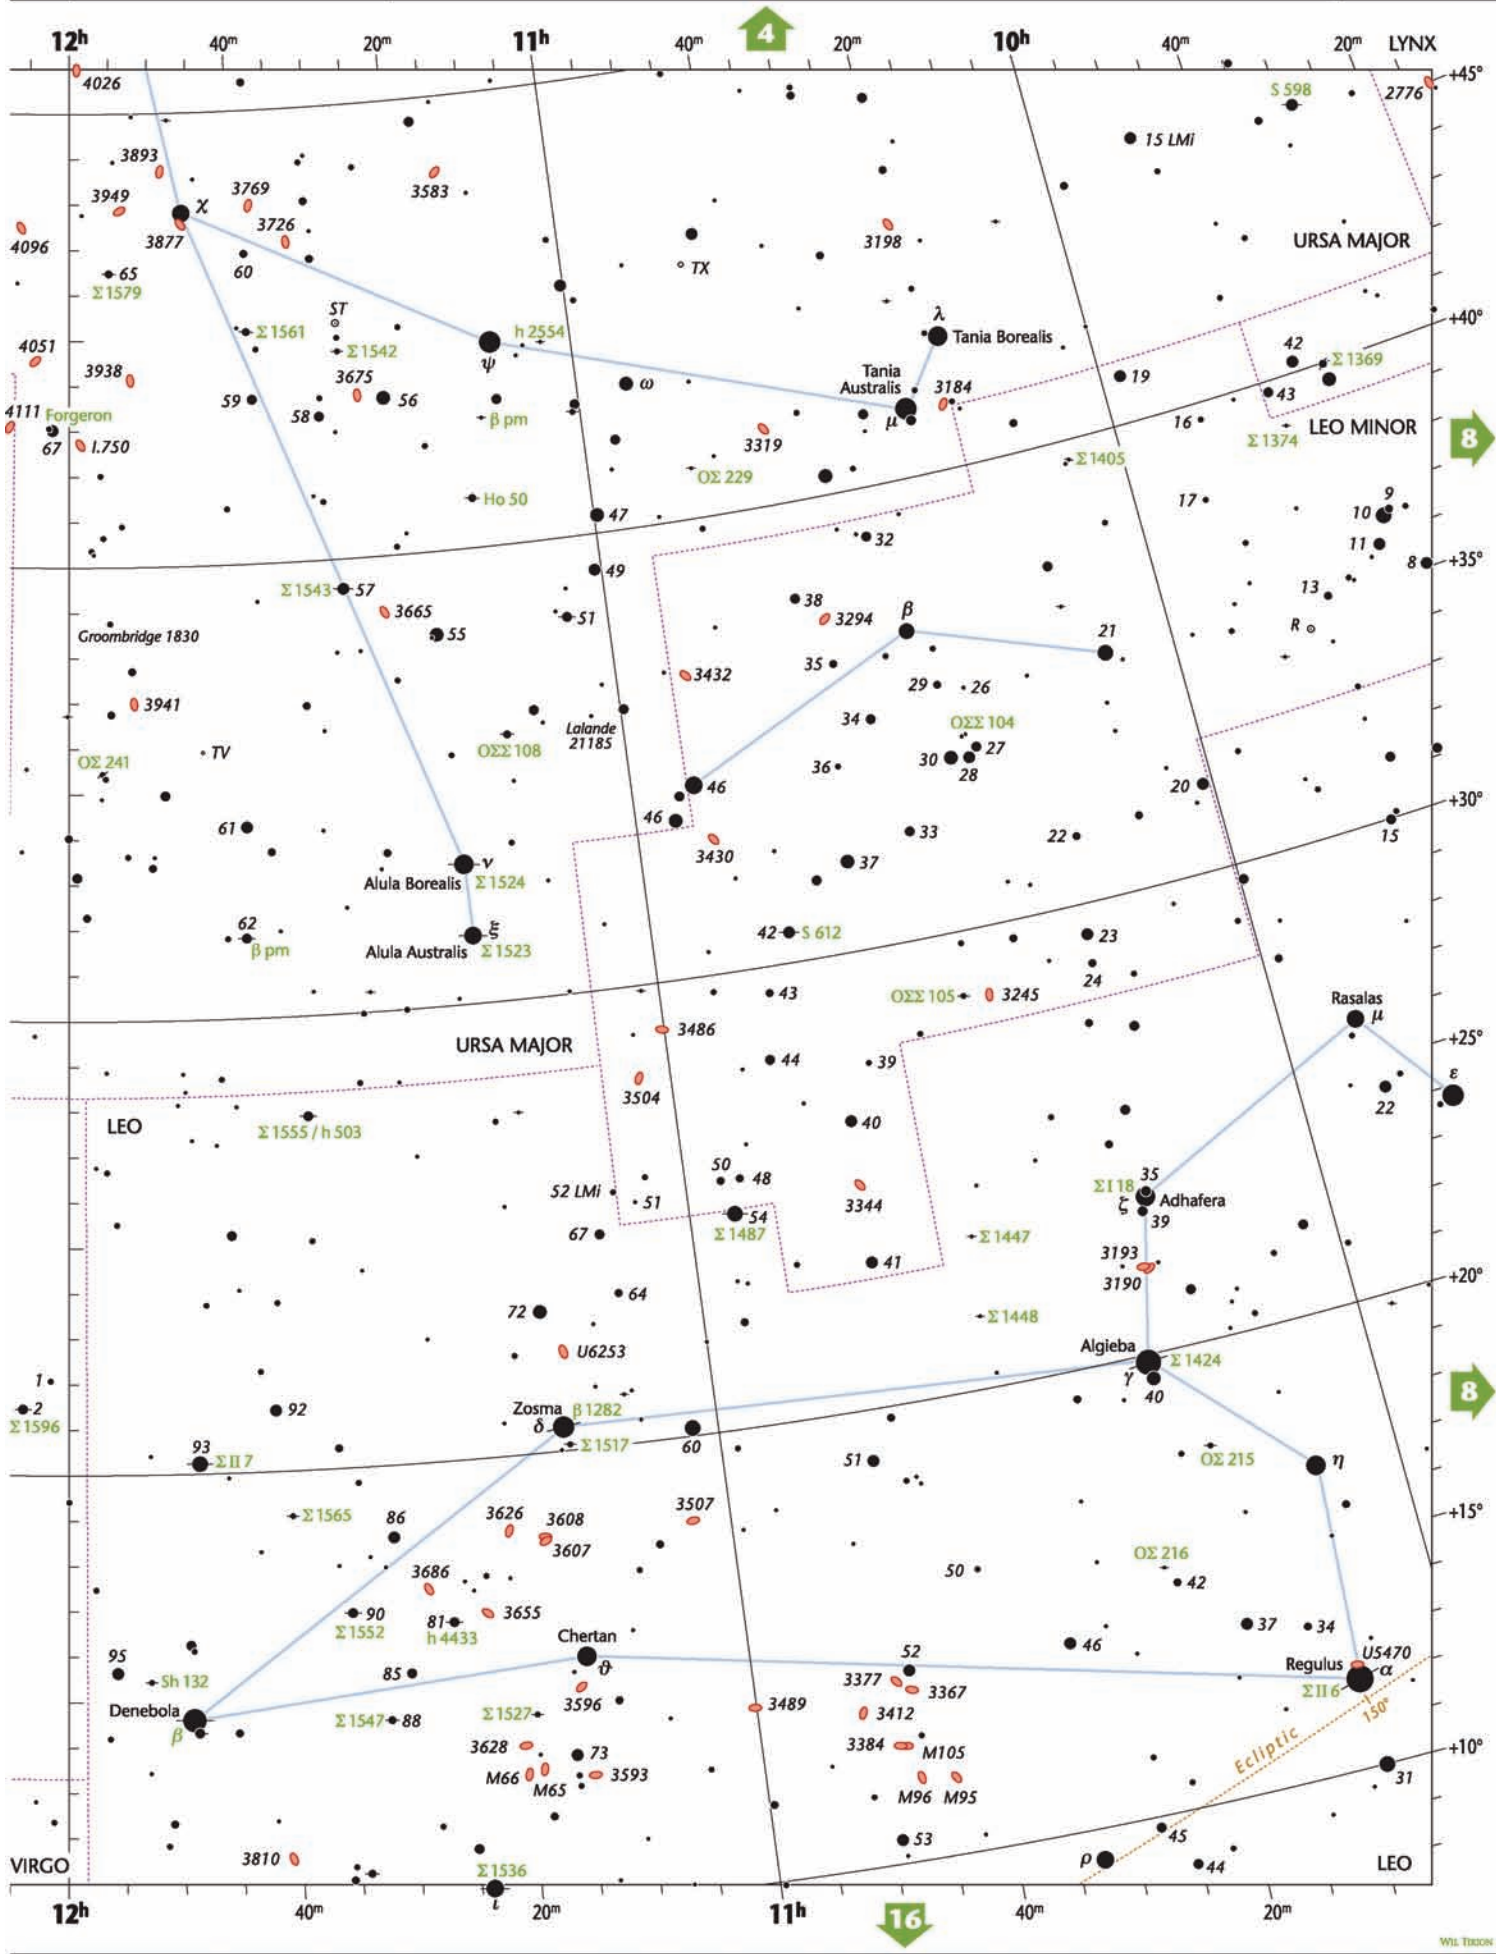 4
12h 40m 20m 11h 40m 20m 10h 40m 20m LYNX
+45°
4026
S 598
2776
15 LMi
3893
3583
3949
3769
χ
3726
3877
3198
4096
URSA MAJOR
60
TX
65
Σ 1579
ST
λ
+40°
Σ 1561
h 2554
Tania Borealis
4051
Σ 1542
ψ
42
Σ 1369
3938
3675
ω
Tania
Australis
3184
19
59
56
43
4111
Forgeron
58
β pm
μ
16
LEO MINOR
8
67
I.750
3319
Σ 1374
Σ 1405
OΣ 229
Ho 50
17
9
10
47
32
11
+35°
49
8
Σ 1543
57
38
13
3665
51
3294
β
Groombridge 1830
55
21
R
35
3432
29
26
3941
34
OΣΣ 104
Lalande
21185
TV
OΣΣ 108
27
30
28
OΣ 241
36
46
20
+30°
61
46
33
22
15
3430
37
ν
Alula Borealis
Σ 1524
62
ξ
42
S 612
23
β pm
Alula Australis
Σ 1523
24
43
OΣΣ 105
3245
Rasalas
μ
3486
+25°
URSA MAJOR
44
39
ε
3504
22
LEO
40
Σ 1555 / h 503
50
48
35
52 LMi
ΣI 18
Adhafera
51
3344
ζ
39
54
67
Σ 1487
Σ 1447
3193
41
3190
+20°
64
72
Σ 1448
Algieba
U6253
Σ 1424
1
γ
8
2
92
Zosma
β 1282
40
Σ 1596
δ
93
Σ 1517
60
ΣII 7
51
OΣ 215
η
+15°
3507
86
3626
3608
Σ 1565
3607
OΣ 216
3686
50
42
90
3655
81
Σ 1552
h 4433
37
34
Chertan
46
95
52
U5470
ϑ
Regulus
α
85
3377
Sh 132
3367
ΣII 6
3596
Denebola
3489
3412
150°
Σ 1527
Σ 1547
88
β
Ecliptic
3628
73
3384
M105
+10°
M66
M65
3593
M96
M95
31
53
45
3810
ρ
VIRGO
Σ 1536
44
LEO
ι
12h 40m 20m 11h 40m 20m
16
WIL TIRION